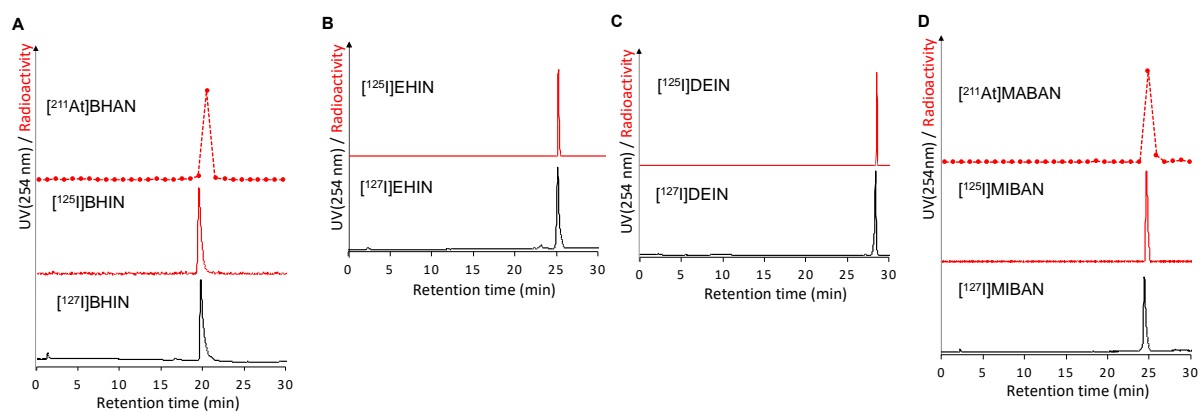 A
UV(254 nm) / Radioactivity
[²¹¹At]BHAN
[¹²⁵I]BHIN
[¹²⁷I]BHIN
0 5 10 15 20 25 30
Retention time (min)
B
UV(254 nm) / Radioactivity
[¹²⁵I]EHIN
[¹²⁷I]EHIN
0 5 10 15 20 25 30
Retention time (min)
C
UV(254 nm) / Radioactivity
[¹²⁵I]DEIN
[¹²⁷I]DEIN
0 5 10 15 20 25 30
Retention time (min)
D
UV(254nm) / Radioactivity
[²¹¹At]MABAN
[¹²⁵I]MIBAN
[¹²⁷I]MIBAN
0 5 10 15 20 25 30
Retention time (min)